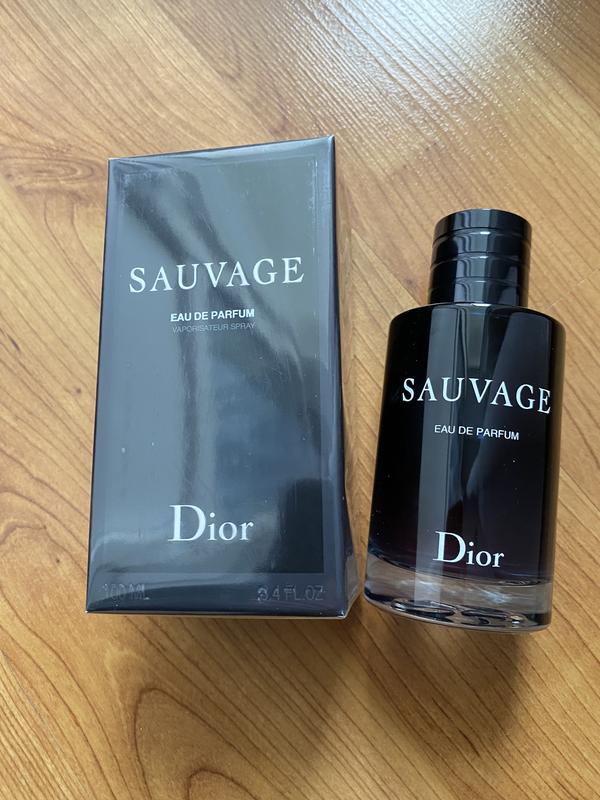 SAUVAGE
EAU DE PARFUM
VAPORISATEUR SPRAY
Dior
100 ML 3.4 FL.OZ
SAUVAGE
EAU DE PARFUM
Dior